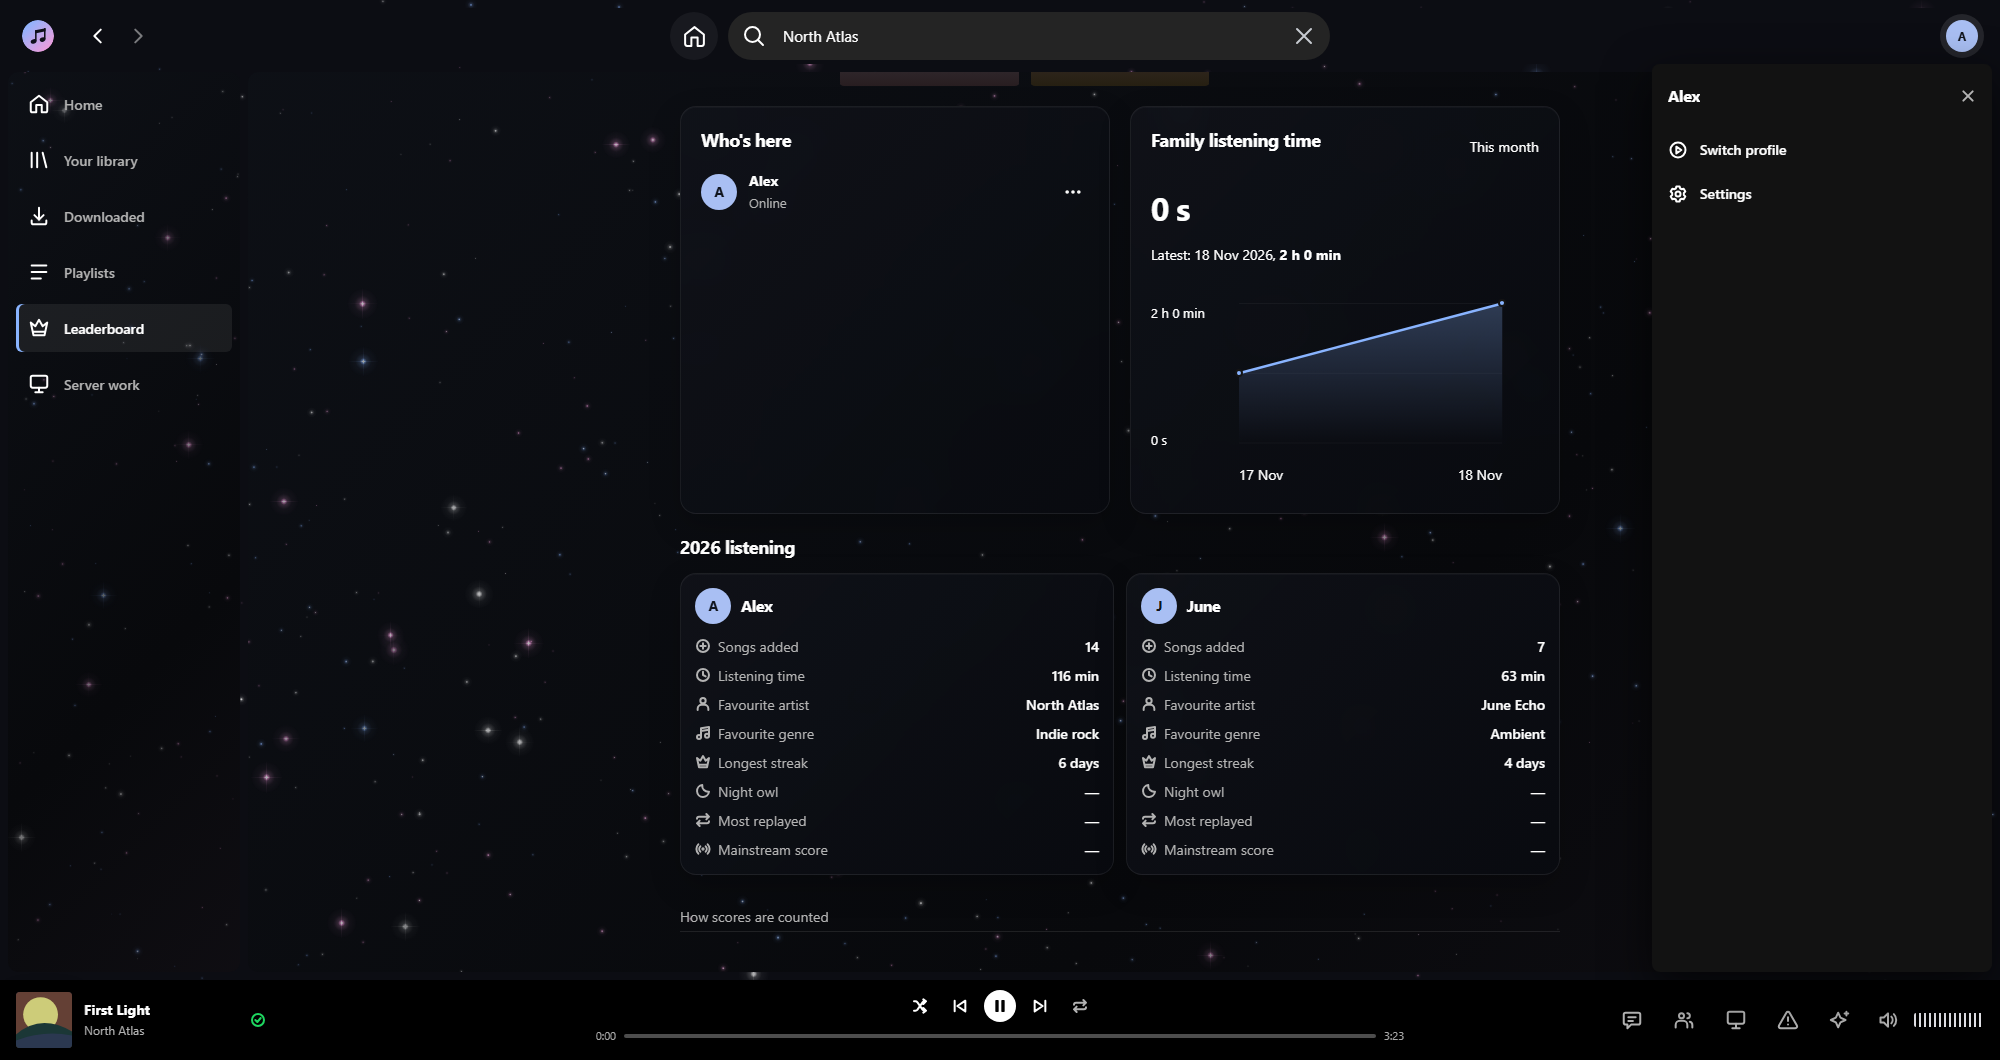 North Atlas
A
Home
Your library
Downloaded
Playlists
Leaderboard
Server work
Who's here
A
Alex
Online
Family listening time
This month
0 s
Latest: 18 Nov 2026, 2 h 0 min
2 h 0 min
0 s
17 Nov
18 Nov
2026 listening
A
Alex
Songs added 14
Listening time 116 min
Favourite artist North Atlas
Favourite genre Indie rock
Longest streak 6 days
Night owl —
Most replayed —
Mainstream score —
J
June
Songs added 7
Listening time 63 min
Favourite artist June Echo
Favourite genre Ambient
Longest streak 4 days
Night owl —
Most replayed —
Mainstream score —
How scores are counted
Alex
Switch profile
Settings
First Light
North Atlas
0:00
3:23